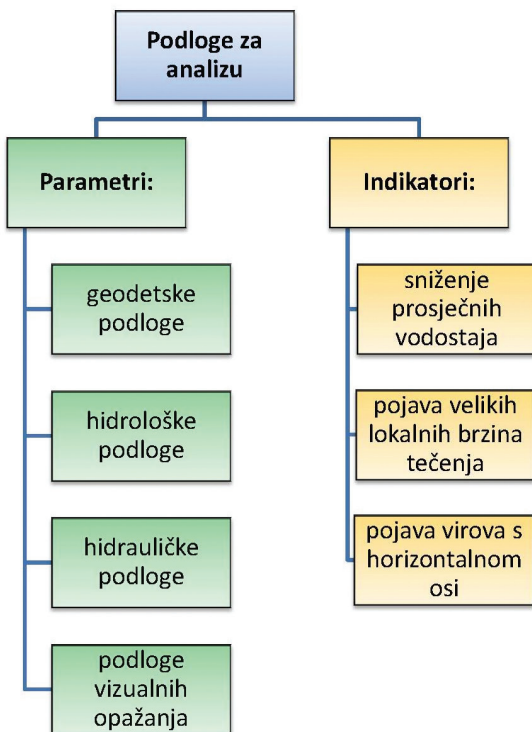 Podloge za
analizu
Parametri:
geodetske
podloge
hidrološke
podloge
hidrauličke
podloge
podloge
vizualnih
opažanja
Indikatori:
sniženje
prosječnih
vodostaja
pojava velikih
lokalnih brzina
tečenja
pojava virova s
horizontalnom
osi